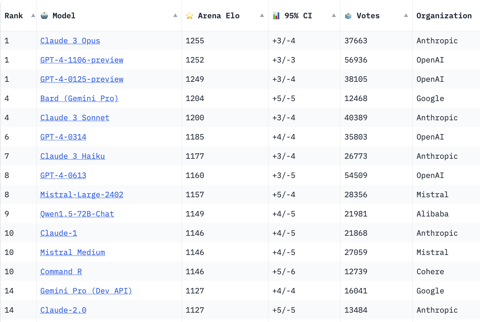 Rank 🤖 Model ⭐ Arena Elo 📊 95% CI 🗳️ Votes Organization
1 Claude 3 Opus 1255 +3/-4 37663 Anthropic
1 GPT-4-1106-preview 1252 +3/-3 56936 OpenAI
1 GPT-4-0125-preview 1249 +3/-4 38105 OpenAI
4 Bard (Gemini Pro) 1204 +5/-5 12468 Google
4 Claude 3 Sonnet 1200 +3/-4 40389 Anthropic
6 GPT-4-0314 1185 +4/-4 35803 OpenAI
7 Claude 3 Haiku 1177 +3/-4 26773 Anthropic
8 GPT-4-0613 1160 +3/-5 54509 OpenAI
8 Mistral-Large-2402 1157 +5/-4 28356 Mistral
9 Qwen1.5-72B-Chat 1149 +4/-5 21981 Alibaba
10 Claude-1 1146 +4/-5 21868 Anthropic
10 Mistral Medium 1146 +4/-5 27059 Mistral
10 Command R 1146 +5/-6 12739 Cohere
14 Gemini Pro (Dev API) 1127 +4/-4 16041 Google
14 Claude-2.0 1127 +5/-5 13484 Anthropic